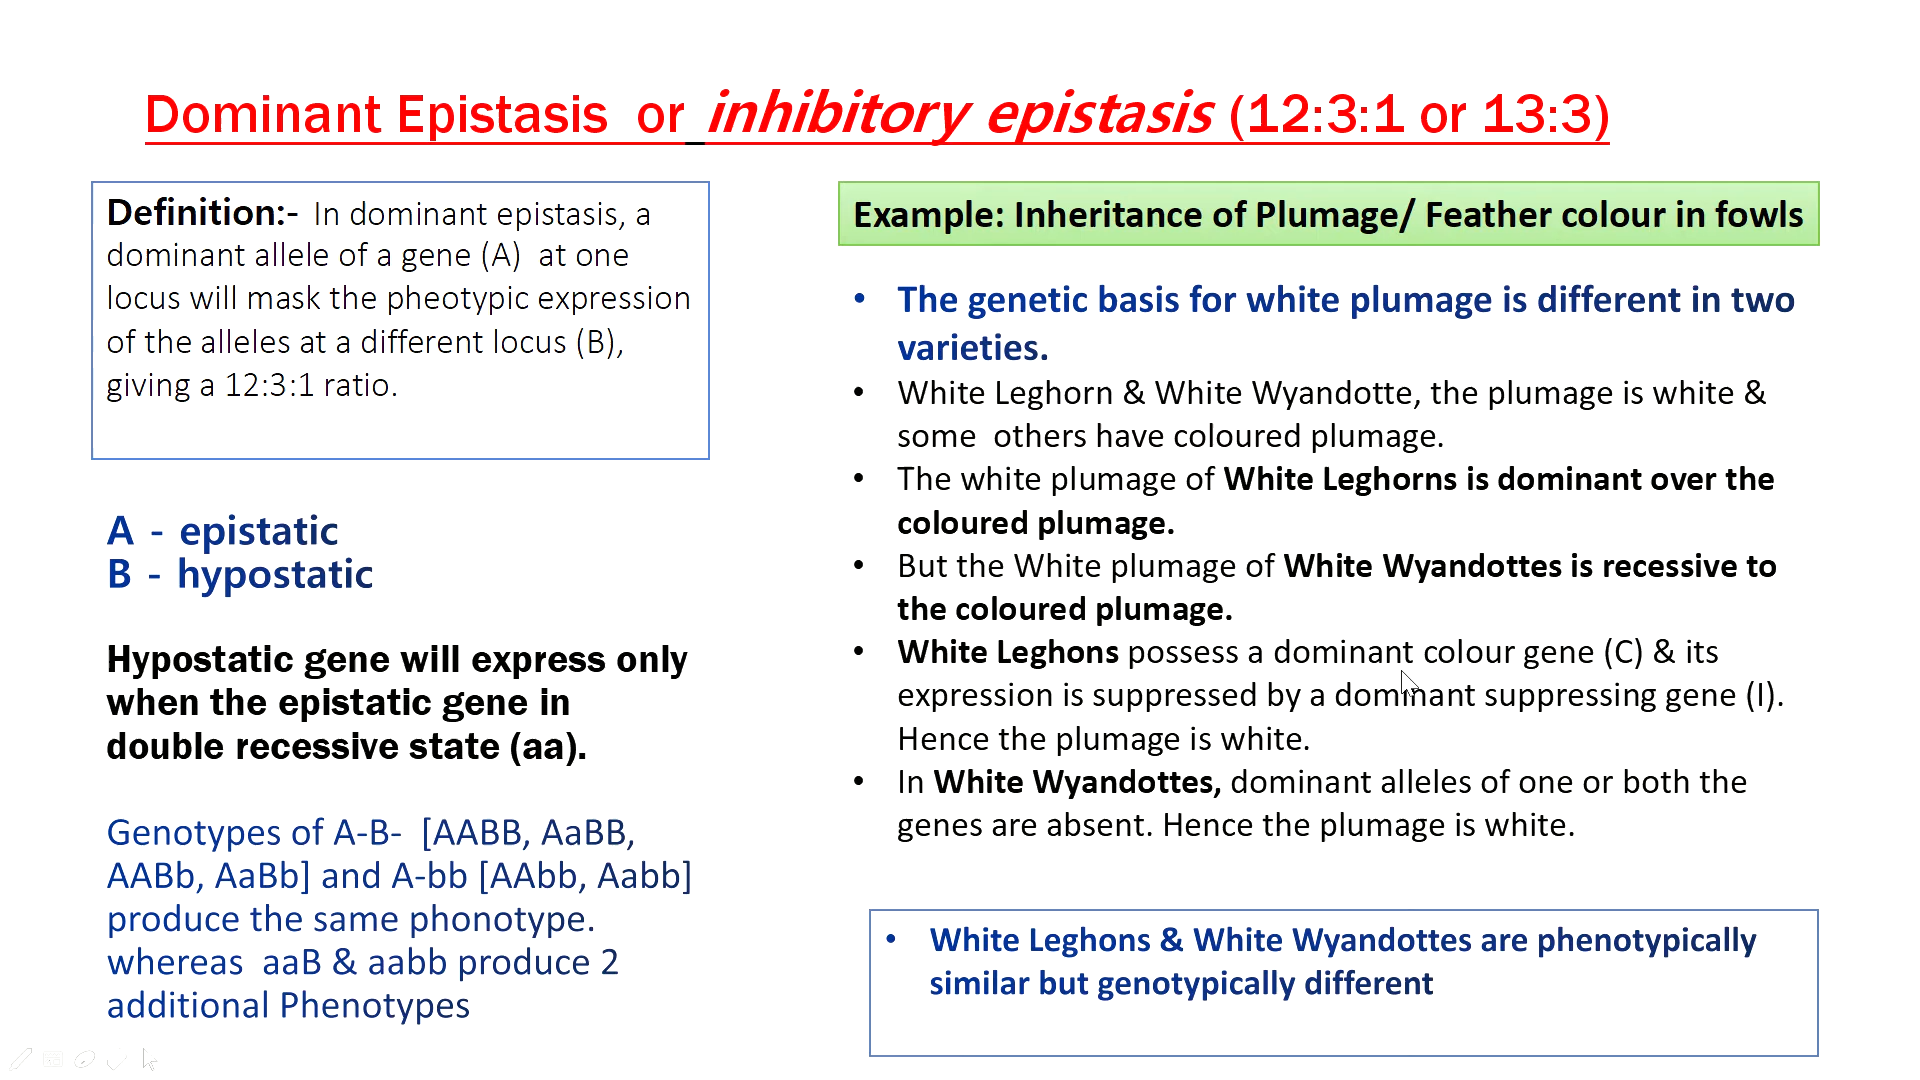 Dominant Epistasis or inhibitory epistasis (12:3:1 or 13:3)
Definition:- In dominant epistasis, a
dominant allele of a gene (A) at one
locus will mask the pheotypic expression
of the alleles at a different locus (B),
giving a 12:3:1 ratio.
A - epistatic
B - hypostatic
Hypostatic gene will express only
when the epistatic gene in
double recessive state (aa).
Genotypes of A-B- [AABB, AaBB,
AABb, AaBb] and A-bb [AAbb, Aabb]
produce the same phonotype.
whereas aaB & aabb produce 2
additional Phenotypes
Example: Inheritance of Plumage/ Feather colour in fowls
• The genetic basis for white plumage is different in two
varieties.
• White Leghorn & White Wyandotte, the plumage is white &
some others have coloured plumage.
• The white plumage of White Leghorns is dominant over the
coloured plumage.
• But the White plumage of White Wyandottes is recessive to
the coloured plumage.
• White Leghons possess a dominant colour gene (C) & its
expression is suppressed by a dominant suppressing gene (I).
Hence the plumage is white.
• In White Wyandottes, dominant alleles of one or both the
genes are absent. Hence the plumage is white.
• White Leghons & White Wyandottes are phenotypically
similar but genotypically different